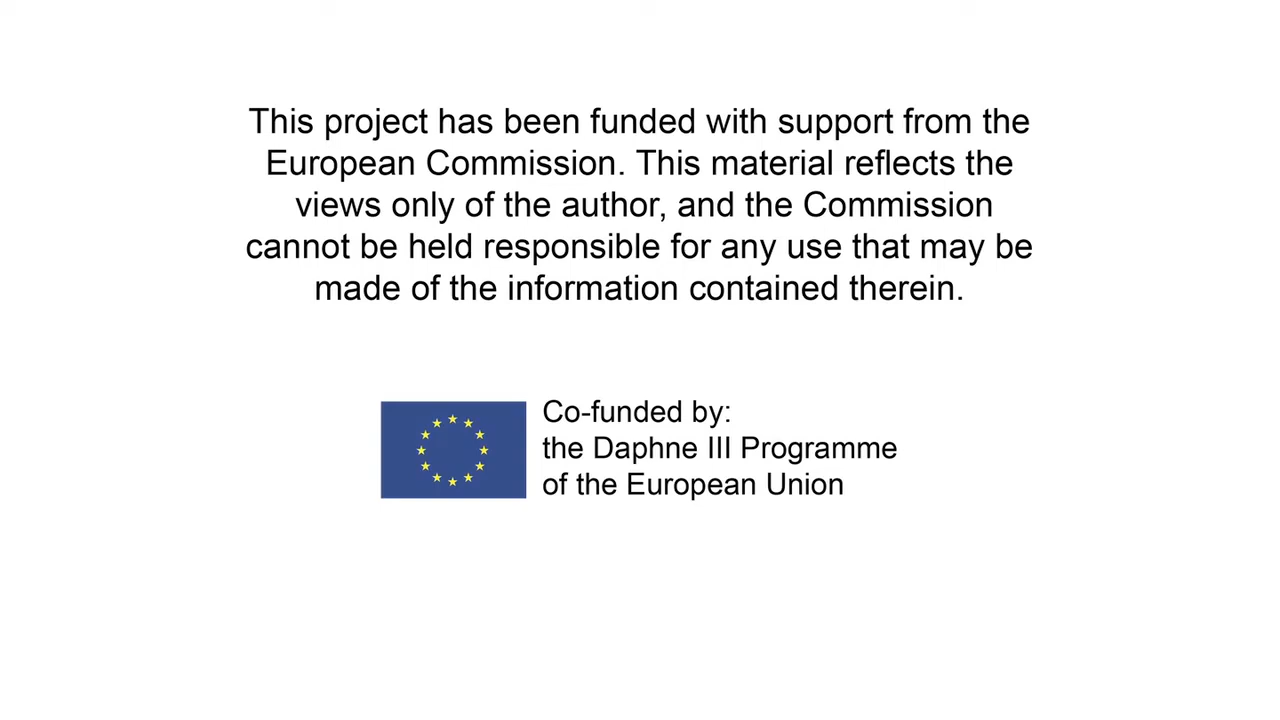 This project has been funded with support from the
European Commission. This material reflects the
views only of the author, and the Commission
cannot be held responsible for any use that may be
made of the information contained therein.
Co-funded by:
the Daphne III Programme
of the European Union